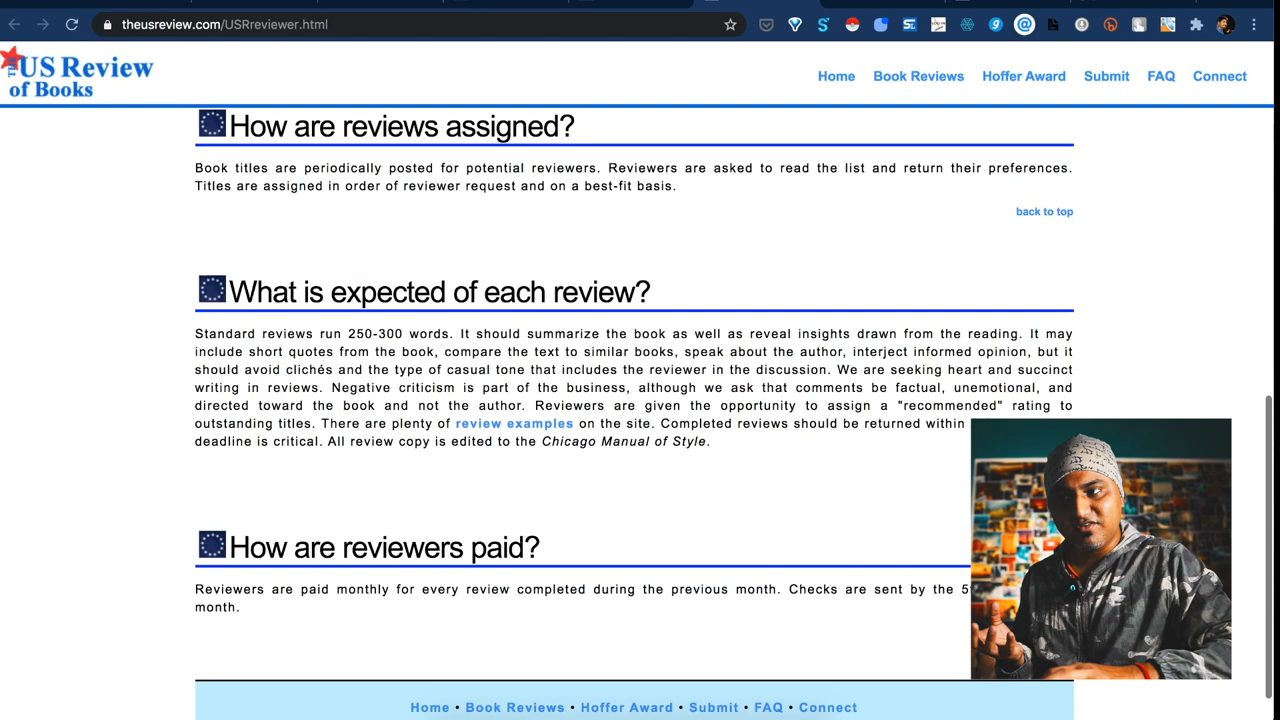 theusreview.com/USRreviewer.html
US Review
of Books
Home Book Reviews Hoffer Award Submit FAQ Connect
How are reviews assigned?
Book titles are periodically posted for potential reviewers. Reviewers are asked to read the list and return their preferences.
Titles are assigned in order of reviewer request and on a best-fit basis.
back to top
What is expected of each review?
Standard reviews run 250-300 words. It should summarize the book as well as reveal insights drawn from the reading. It may
include short quotes from the book, compare the text to similar books, speak about the author, interject informed opinion, but it
should avoid clichés and the type of casual tone that includes the reviewer in the discussion. We are seeking heart and succinct
writing in reviews. Negative criticism is part of the business, although we ask that comments be factual, unemotional, and
directed toward the book and not the author. Reviewers are given the opportunity to assign a "recommended" rating to
outstanding titles. There are plenty of review examples on the site. Completed reviews should be returned within
deadline is critical. All review copy is edited to the Chicago Manual of Style.
How are reviewers paid?
Reviewers are paid monthly for every review completed during the previous month. Checks are sent by the 5
month.
Home • Book Reviews • Hoffer Award • Submit • FAQ • Connect